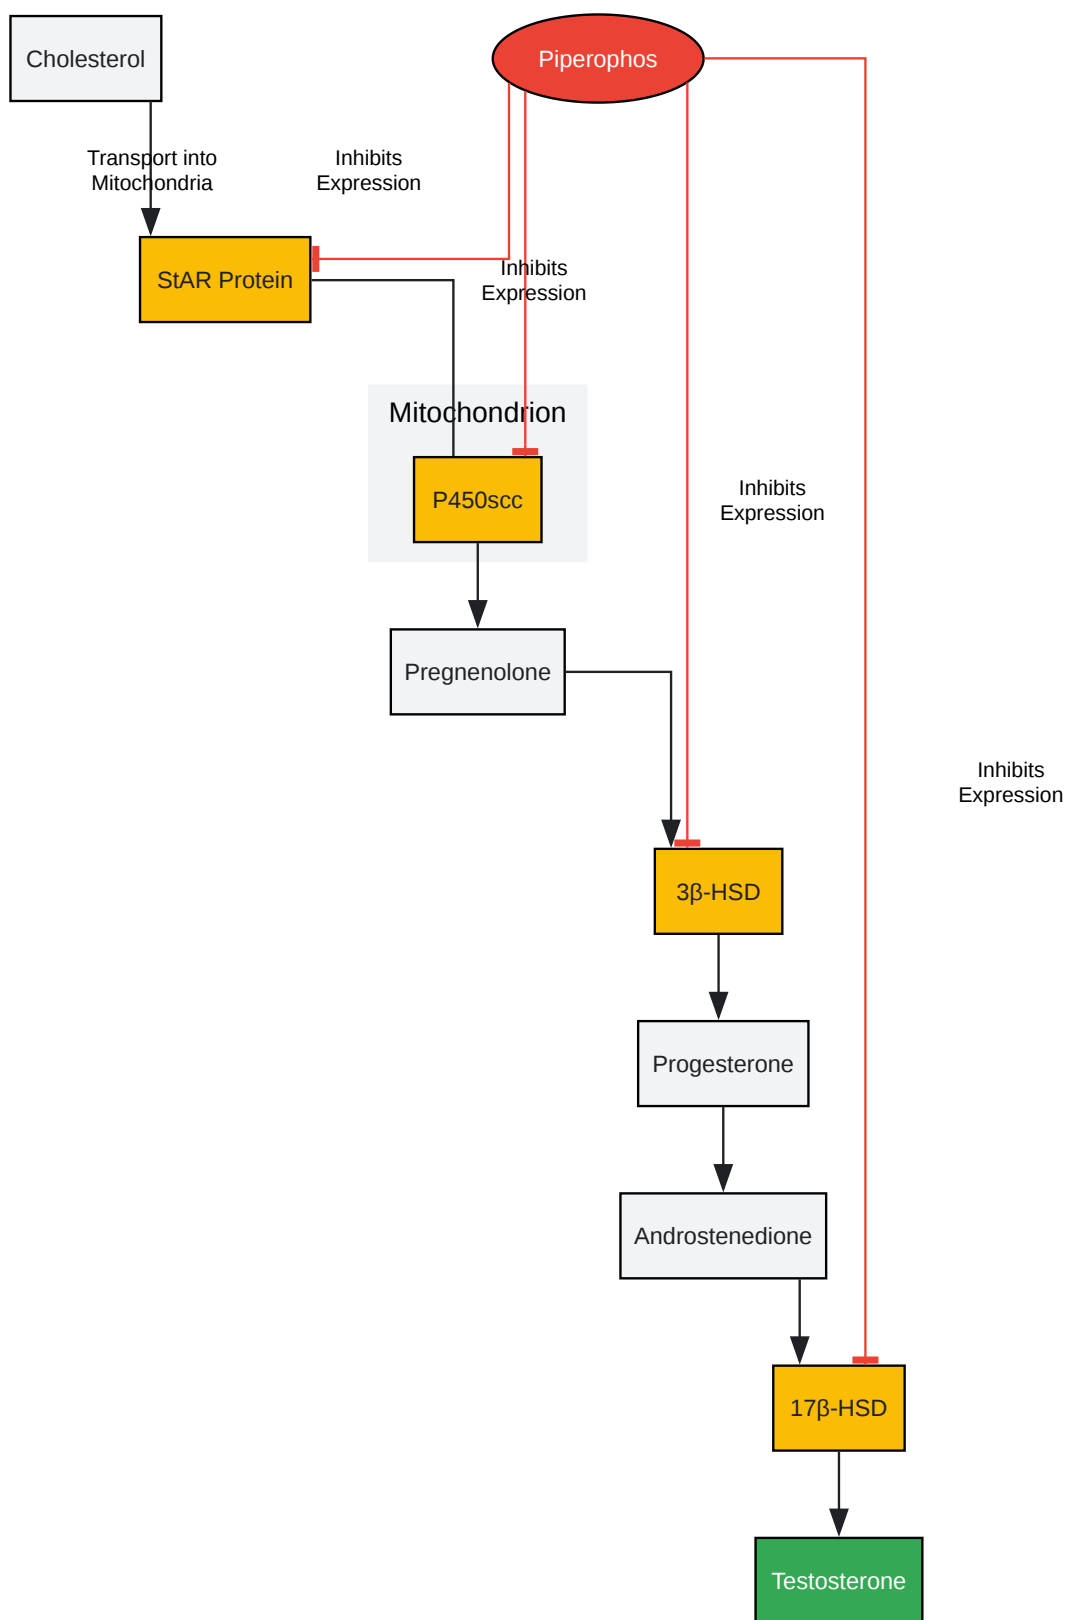 Cholesterol
Piperophos
Transport into
Mitochondria
Inhibits
Expression
StAR Protein
Inhibits
Expression
Mitochondrion
P450scc
Inhibits
Expression
Pregnenolone
Inhibits
Expression
3β-HSD
Progesterone
Androstenedione
17β-HSD
Testosterone